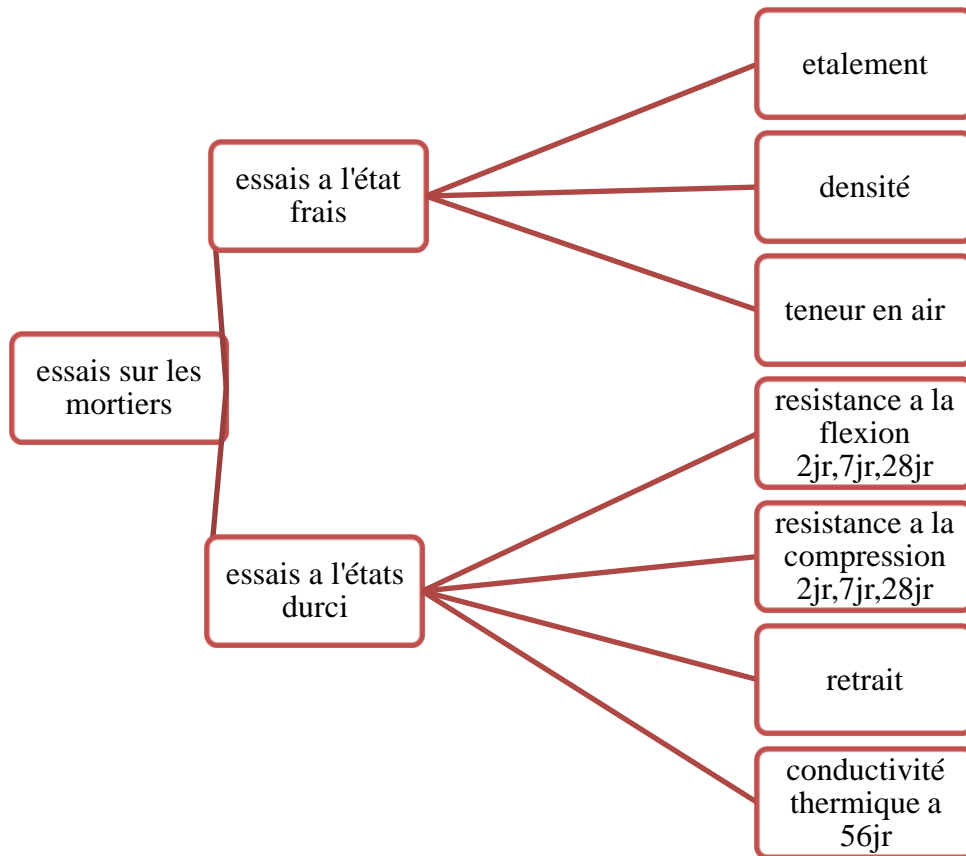 essais sur les
mortiers
essais a l'état
frais
etalement
densité
teneur en air
essais a l'états
durci
resistance a la
flexion
2jr,7jr,28jr
resistance a la
compression
2jr,7jr,28jr
retrait
conductivité
thermique a
56jr